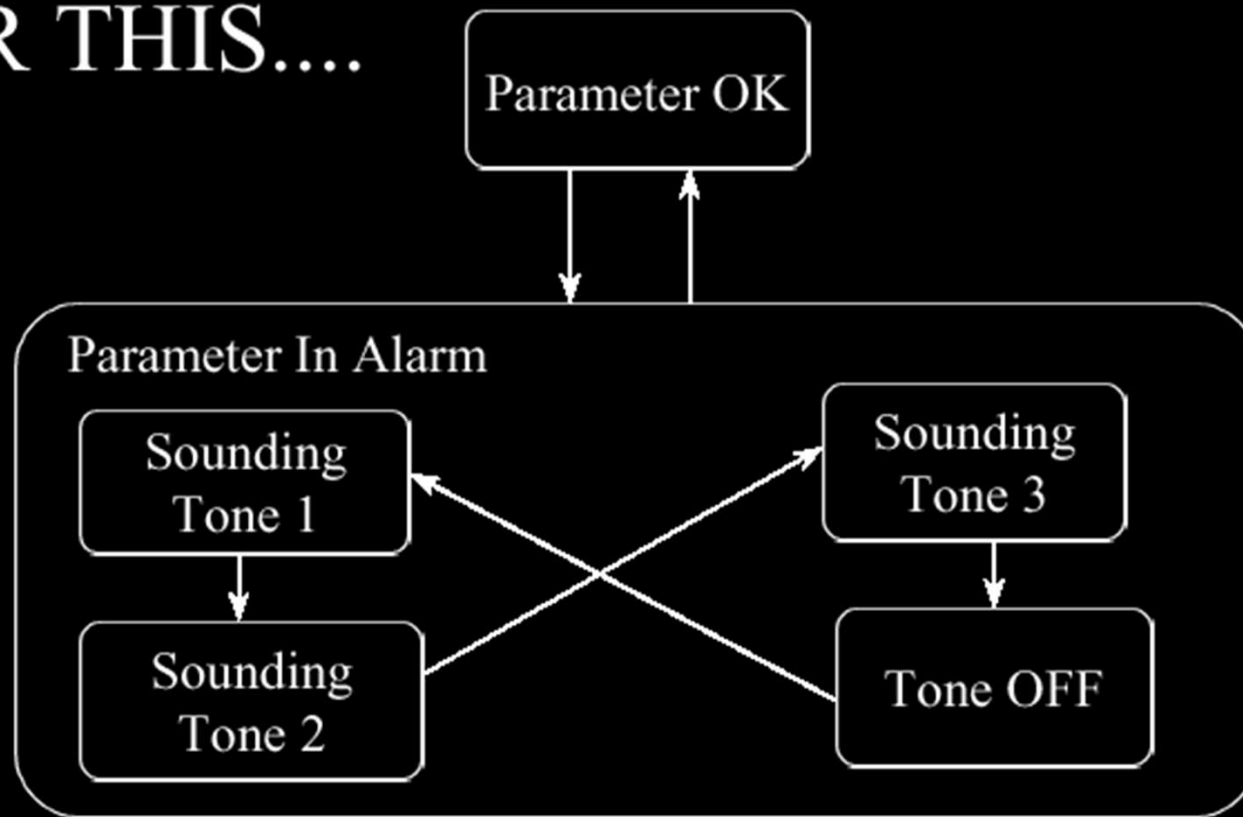 R THIS....
Parameter OK
Parameter In Alarm
Sounding
Tone 1
Sounding
Tone 2
Sounding
Tone 3
Tone OFF